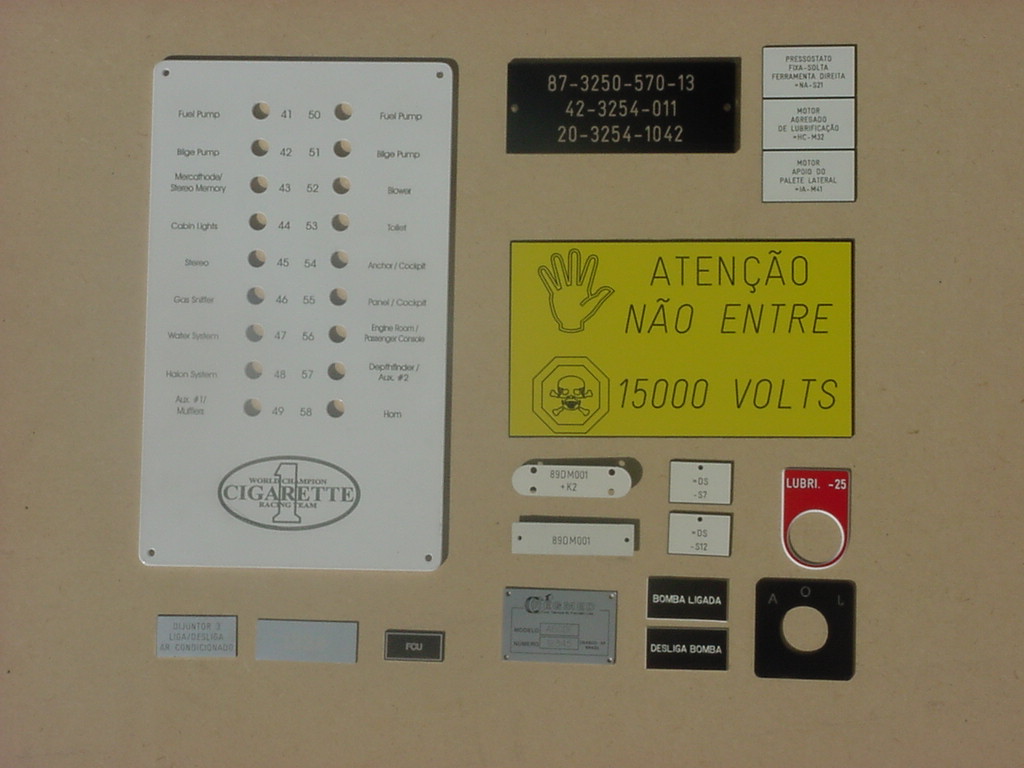 Fuel Pump 41 50 Fuel Pump
Bilge Pump 42 51 Bilge Pump
Mercathode/
Stereo Memory 43 52 Blower
Cabin Lights 44 53 Toilet
Stereo 45 54 Anchor / Cockpit
Gas Sniffer 46 55 Panel / Cockpit
Water System 47 56 Engine Room /
Passenger Console
Halon System 48 57 Depthfinder /
Aux. #2
Aux. #1/
Mufflers 49 58 Horn
1
WORLD CHAMPION
CIGARETTE
RACING TEAM
87-3250-570-13
42-3254-011
20-3254-1042
PRESSOSTATO
FIXA-SOLTA
FERRAMENTA DIREITA
=NA-S21
MOTOR
AGREGADO
DE LUBRIFICAÇÃO
=HC-M32
MOTOR
APOIO DO
PALETE LATERAL
=IA-M41
ATENÇÃO
NÃO ENTRE
15000 VOLTS
89DM001
+K2
=DS
-S7
LUBRI. -25
89DM001
=DS
-S12
DIJUNTOR 3
LIGA/DESLIGA
AR CONDICIONADO
FCU
MODELO
NÚMERO
BOMBA LIGADA
DESLIGA BOMBA
A O L